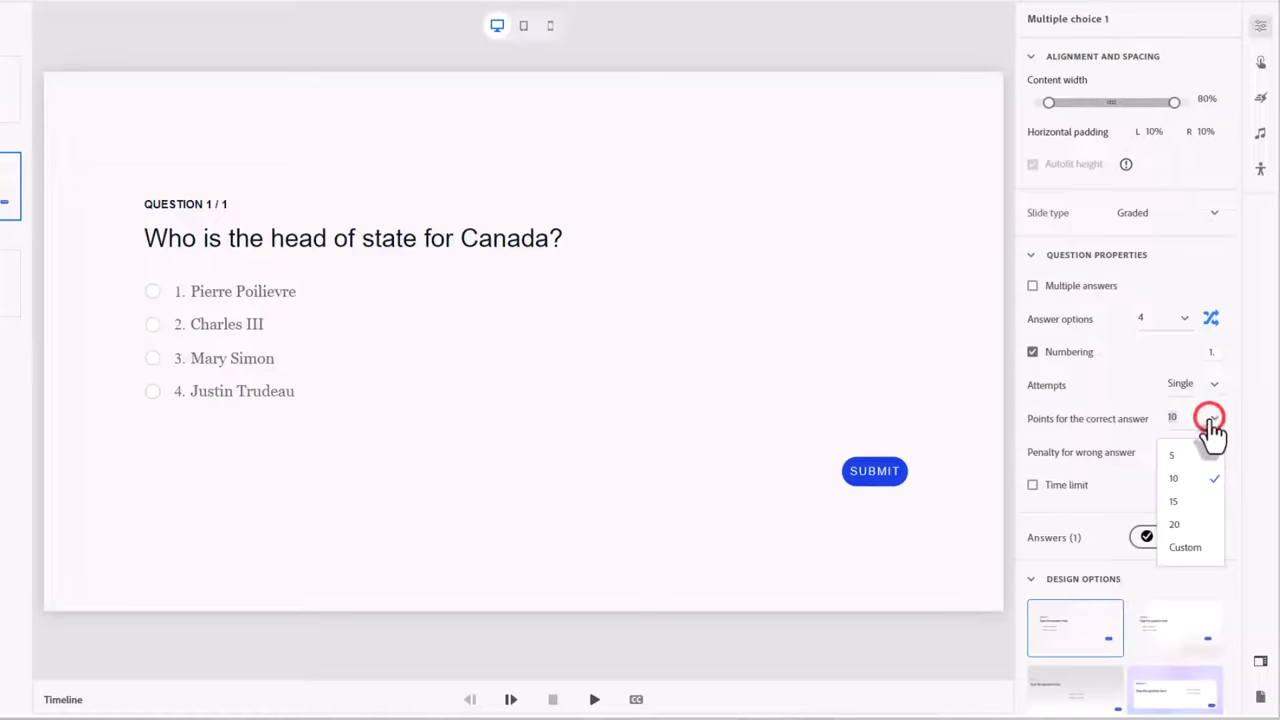 Multiple choice 1
ALIGNMENT AND SPACING
Content width
80%
Horizontal padding L 10% R 10%
Autofit height
Slide type Graded
QUESTION PROPERTIES
Multiple answers
Answer options 4
Numbering 1.
Attempts Single
Points for the correct answer 10
Penalty for wrong answer
5
10
15
20
Custom
Time limit
Answers (1)
DESIGN OPTIONS
QUESTION 1 / 1
Who is the head of state for Canada?
1. Pierre Poilievre
2. Charles III
3. Mary Simon
4. Justin Trudeau
SUBMIT
Timeline
CC